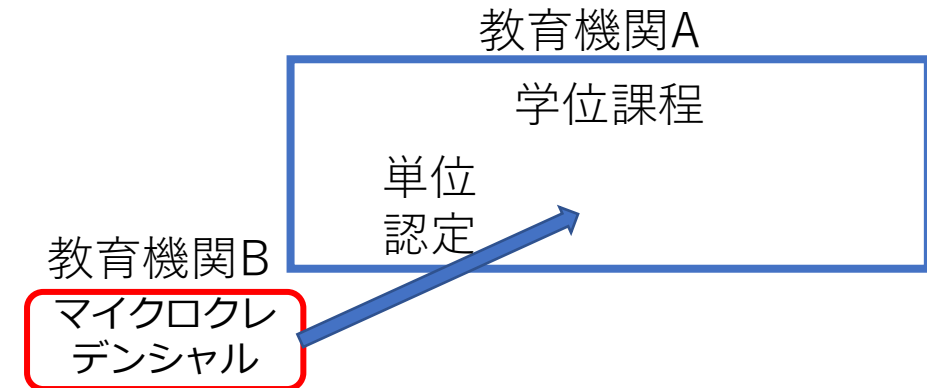 教育機関A
学位課程
単位
認定
教育機関B
マイクロクレ
デンシャル